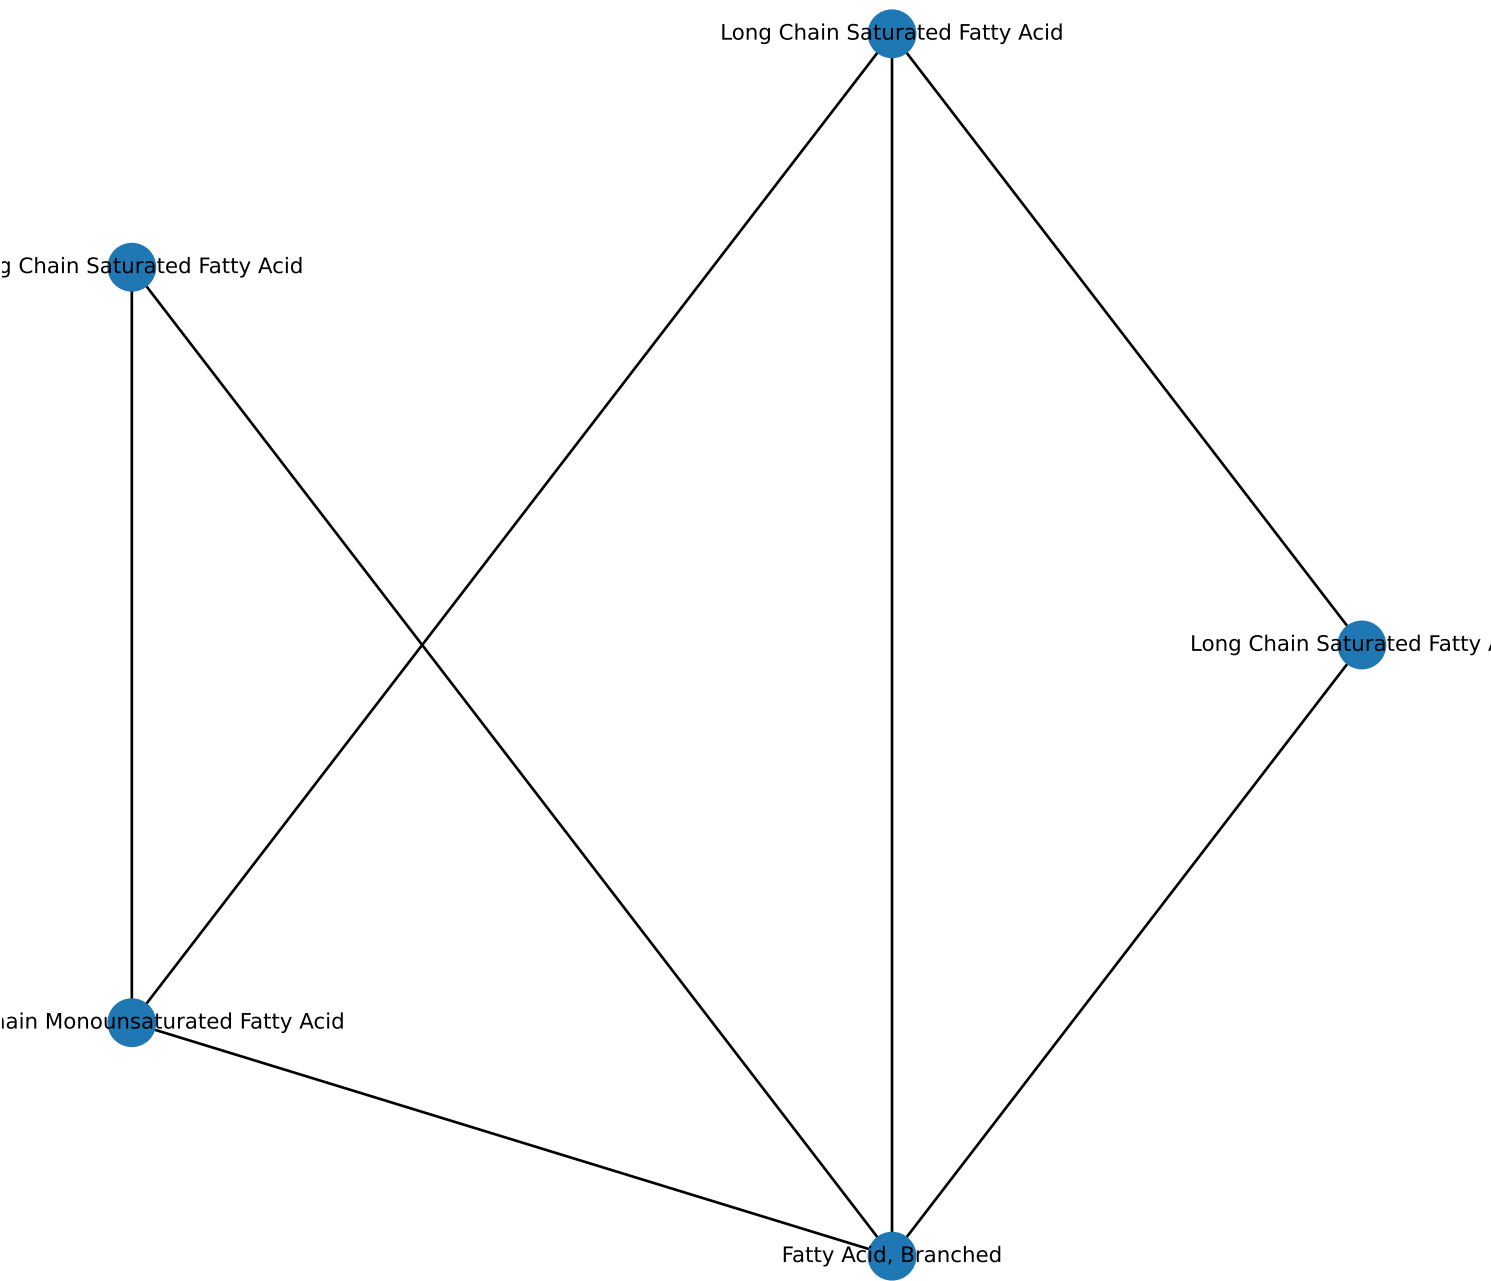 Long Chain Saturated Fatty Acid
Chain Saturated Fatty Acid
Long Chain Saturated Fatty
Monounsaturated Fatty Acid
Fatty Acid, Branched